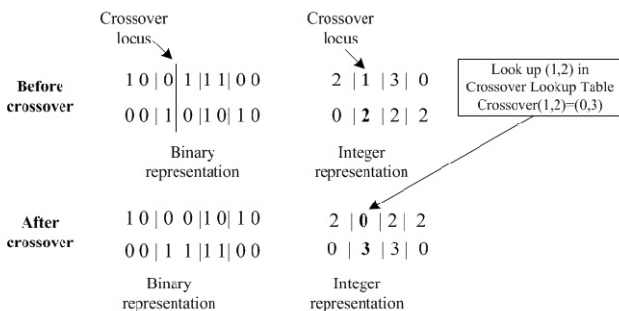 Crossover locus
Crossover locus
Before crossover
1 0 | 0 1 | 1 1| 0 0
0 0 | 1 0 | 1 0| 1 0
2 | 1 | 3 | 0
0 | 2 | 2 | 2
Look up (1,2) in
Crossover Lookup Table
Crossover(1,2)=(0,3)
Binary representation
Integer representation
After crossover
1 0 | 0 0 | 1 0 | 1 0
0 0 | 1 1 | 1 1| 0 0
2 | 0 | 2 | 2
0 | 3 | 3 | 0
Binary representation
Integer representation